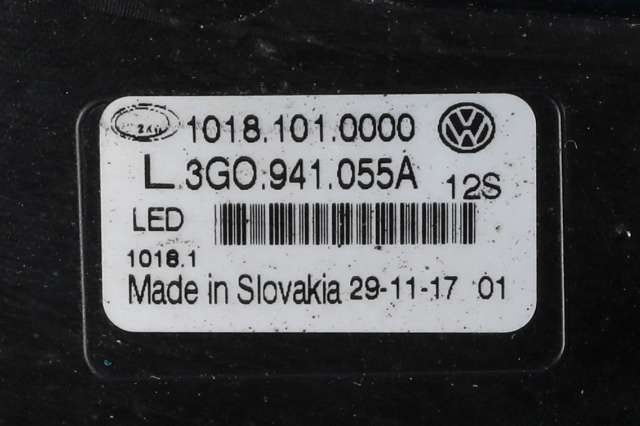 1018.101.0000
L.3G0.941.055A 12S
LED
1018.1
Made in Slovakia 29-11-17 01